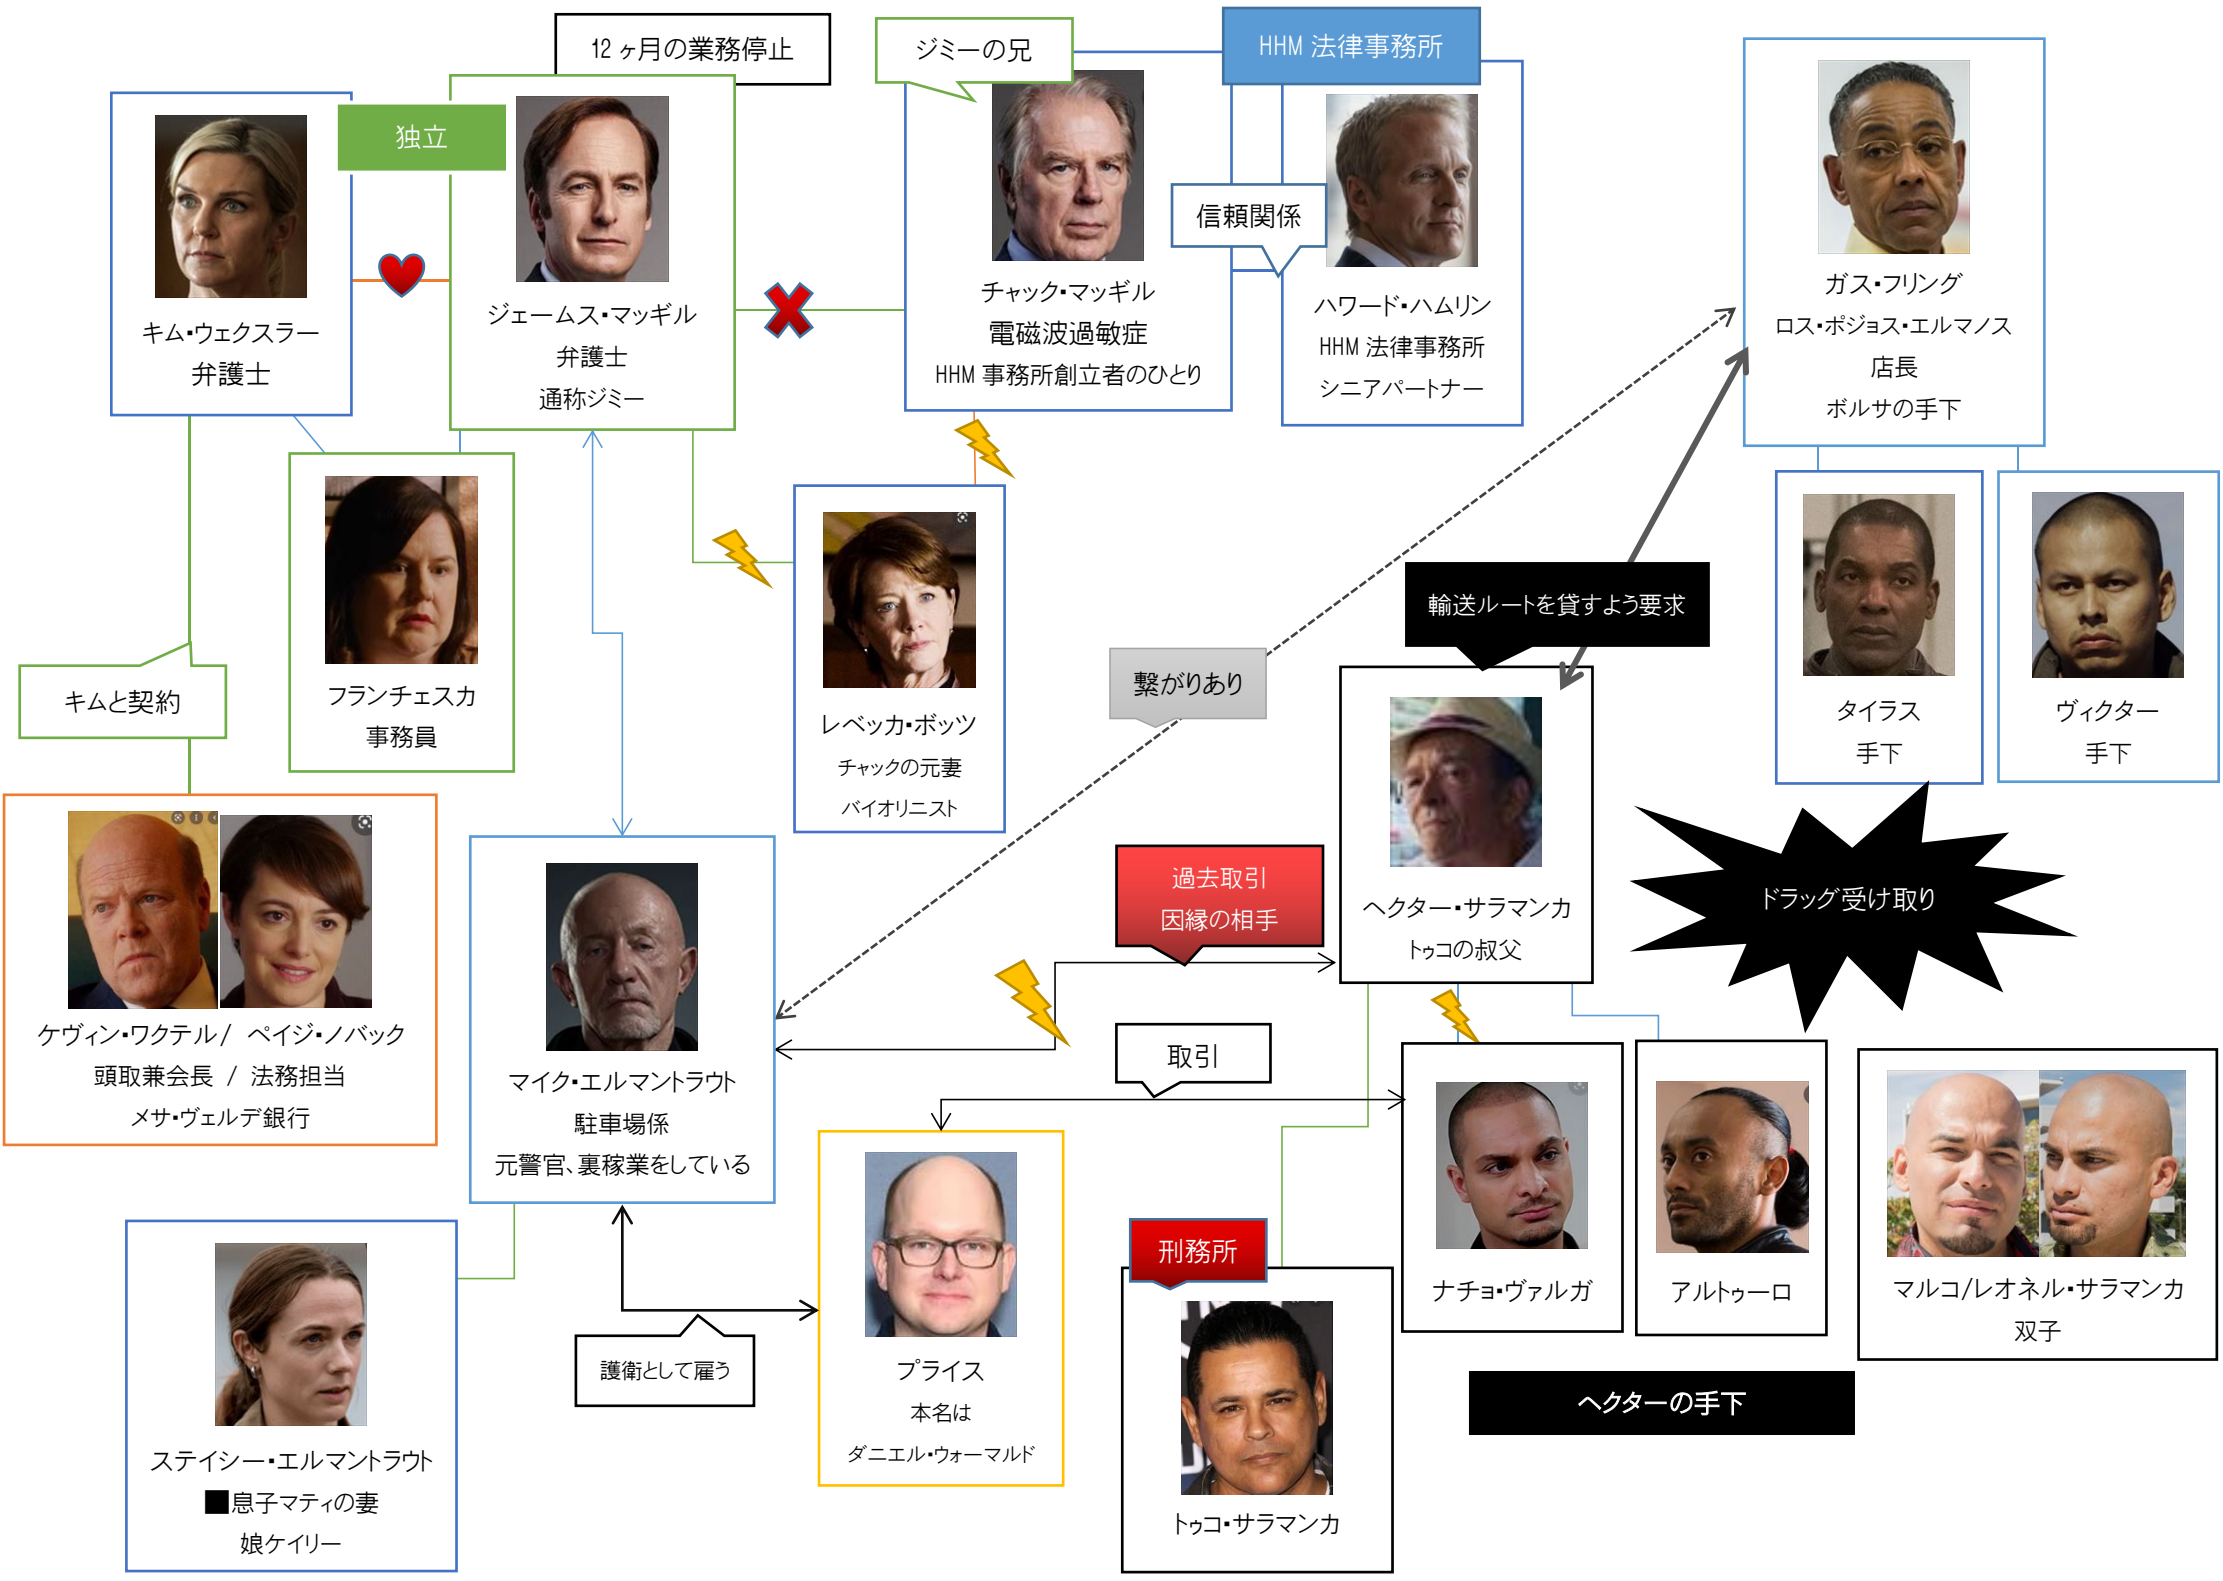 12ヶ月の業務停止
ジミーの兄
HHM 法律事務所
独立
キム・ウェクスラー
弁護士
ジェームス・マッギル
弁護士
通称ジミー
チャック・マッギル
電磁波過敏症
HHM 事務所創立者のひとり
信頼関係
ハワード・ハムリン
HHM 法律事務所
シニアパートナー
ガス・フリング
ロス・ポジョス・エルマノス
店長
ボルサの手下
キムと契約
フランチェスカ
事務員
レベッカ・ボッツ
チャックの元妻
バイオリニスト
繋がりあり
輸送ルートを貸すよう要求
タイラス
手下
ヴィクター
手下
ドラッグ受け取り
ヘクター・サラマンカ
トゥコの叔父
過去取引
因縁の相手
取引
ケヴィン・ワクテル/ ペイジ・ノバック
頭取兼会長 / 法務担当
メサ・ヴェルデ銀行
マイク・エルマントラウト
駐車場係
元警官、裏稼業をしている
護衛として雇う
プライス
本名は
ダニエル・ウォーマルド
ステイシー・エルマントラウト
■息子マティの妻
娘ケイリー
刑務所
トゥコ・サラマンカ
ナチョ・ヴァルガ
アルトゥーロ
マルコ/レオネル・サラマンカ
双子
ヘクターの手下